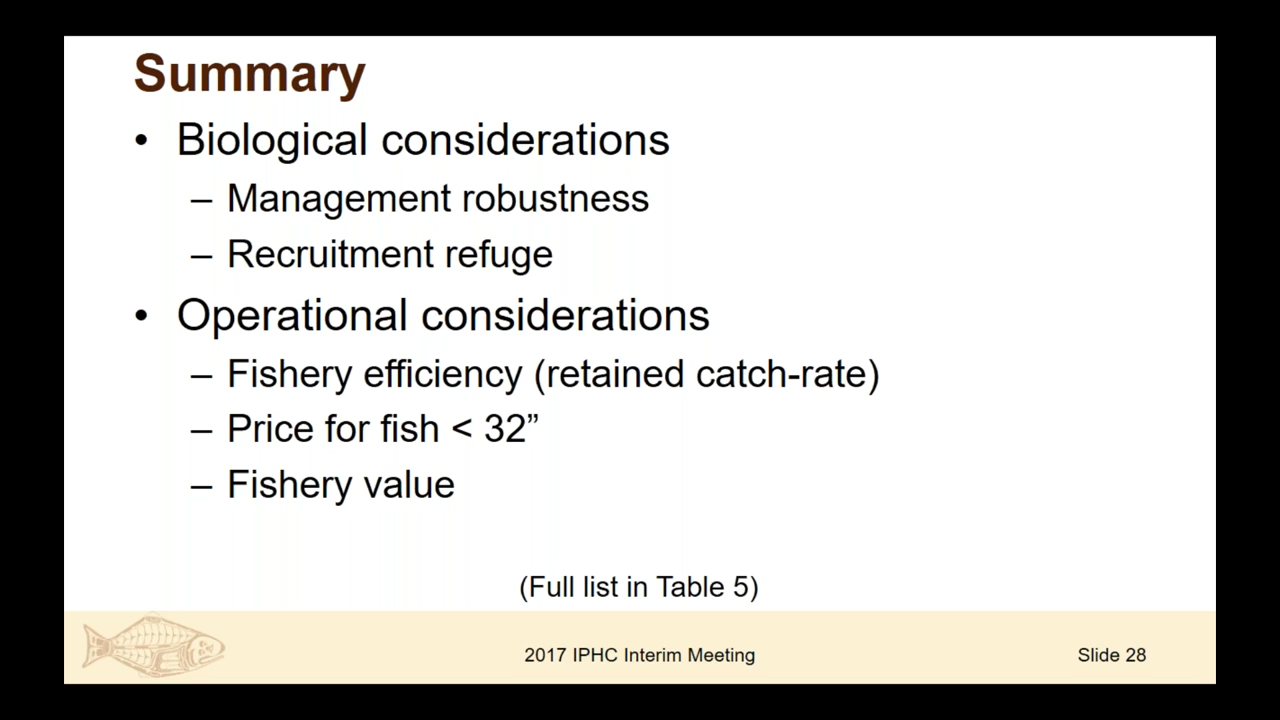 Summary
• Biological considerations
– Management robustness
– Recruitment refuge
• Operational considerations
– Fishery efficiency (retained catch-rate)
– Price for fish < 32”
– Fishery value
(Full list in Table 5)
2017 IPHC Interim Meeting
Slide 28